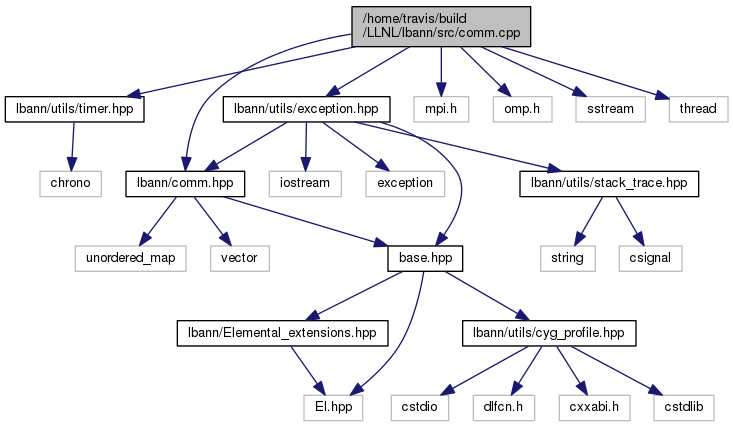 /home/travis/build
/LLNL/lbann/src/comm.cpp
lbann/utils/timer.hpp
lbann/utils/exception.hpp
mpi.h
omp.h
sstream
thread
chrono
lbann/comm.hpp
iostream
exception
lbann/utils/stack_trace.hpp
unordered_map
vector
base.hpp
string
csignal
lbann/Elemental_extensions.hpp
lbann/utils/cyg_profile.hpp
El.hpp
cstdio
dlfcn.h
cxxabi.h
cstdlib